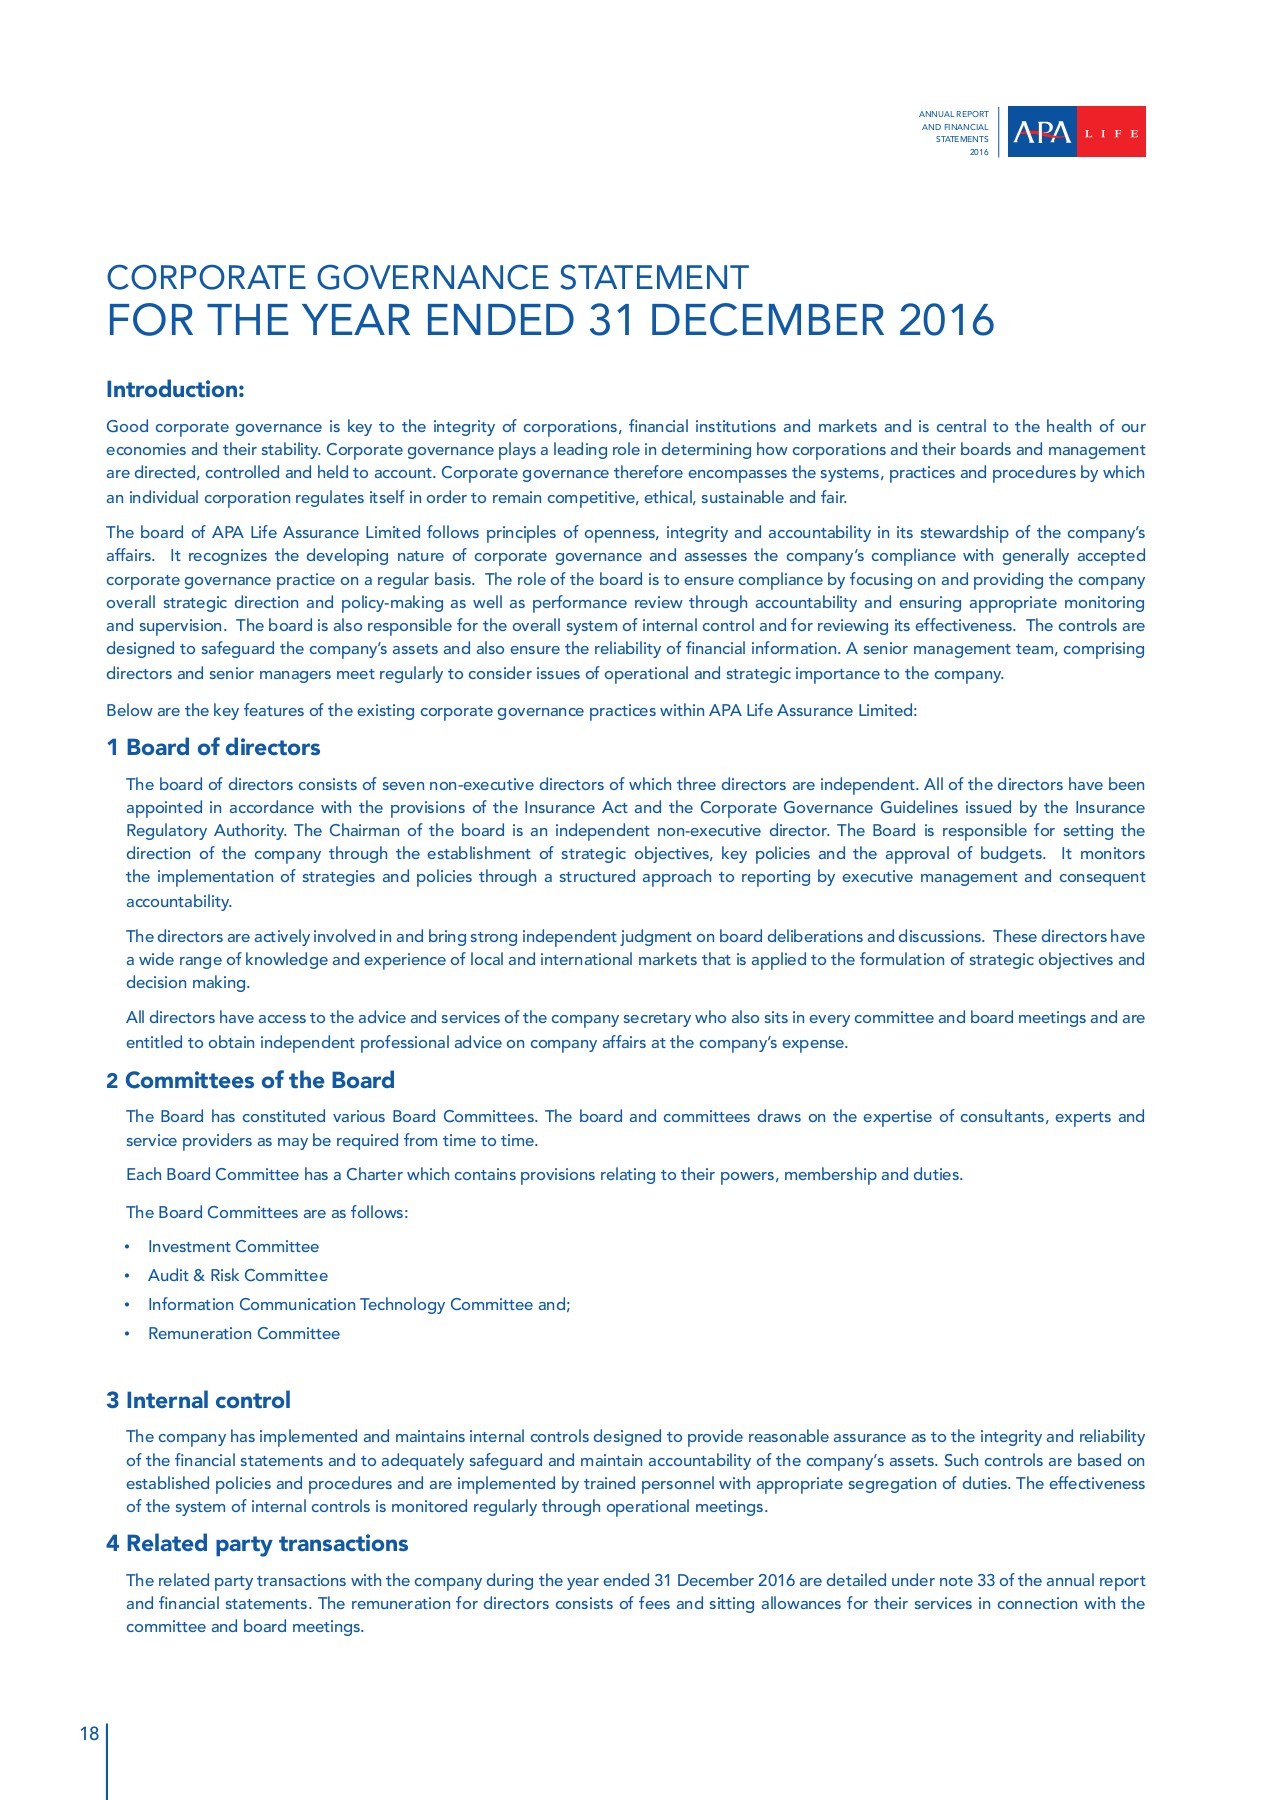 ANNUAL REPORT
AND FINANCIAL
STATEMENTS
2016
APA
LIFE
CORPORATE GOVERNANCE STATEMENT
FOR THE YEAR ENDED 31 DECEMBER 2016
Introduction:
Good corporate governance is key to the integrity of corporations, financial institutions and markets and is central to the health of our
economies and their stability. Corporate governance plays a leading role in determining how corporations and their boards and management
are directed, controlled and held to account. Corporate governance therefore encompasses the systems, practices and procedures by which
an individual corporation regulates itself in order to remain competitive, ethical, sustainable and fair.
The board of APA Life Assurance Limited follows principles of openness, integrity and accountability in its stewardship of the company's
affairs. It recognizes the developing nature of corporate governance and assesses the company's compliance with generally accepted
corporate governance practice on a regular basis. The role of the board is to ensure compliance by focusing on and providing the company
overall strategic direction and policy-making as well as performance review through accountability and ensuring appropriate monitoring
and supervision. The board is also responsible for the overall system of internal control and for reviewing its effectiveness. The controls are
designed to safeguard the company's assets and also ensure the reliability of financial information. A senior management team, comprising
directors and senior managers meet regularly to consider issues of operational and strategic importance to the company.
Below are the key features of the existing corporate governance practices within APA Life Assurance Limited:
1 Board of directors
The board of directors consists of seven non-executive directors of which three directors are independent. All of the directors have been
appointed in accordance with the provisions of the Insurance Act and the Corporate Governance Guidelines issued by the Insurance
Regulatory Authority. The Chairman of the board is an independent non-executive director. The Board is responsible for setting the
direction of the company through the establishment of strategic objectives, key policies and the approval of budgets. It monitors
the implementation of strategies and policies through a structured approach to reporting by executive management and consequent
accountability.
The directors are actively involved in and bring strong independent judgment on board deliberations and discussions. These directors have
a wide range of knowledge and experience of local and international markets that is applied to the formulation of strategic objectives and
decision making.
All directors have access to the advice and services of the company secretary who also sits in every committee and board meetings and are
entitled to obtain independent professional advice on company affairs at the company's expense.
2 Committees of the Board
The Board has constituted various Board Committees. The board and committees draws on the expertise of consultants, experts and
service providers as may be required from time to time.
Each Board Committee has a Charter which contains provisions relating to their powers, membership and duties.
The Board Committees are as follows:
• Investment Committee
• Audit & Risk Committee
• Information Communication Technology Committee and;
• Remuneration Committee
3 Internal control
The company has implemented and maintains internal controls designed to provide reasonable assurance as to the integrity and reliability
of the financial statements and to adequately safeguard and maintain accountability of the company's assets. Such controls are based on
established policies and procedures and are implemented by trained personnel with appropriate segregation of duties. The effectiveness
of the system of internal controls is monitored regularly through operational meetings.
4 Related party transactions
The related party transactions with the company during the year ended 31 December 2016 are detailed under note 33 of the annual report
and financial statements. The remuneration for directors consists of fees and sitting allowances for their services in connection with the
committee and board meetings.
18